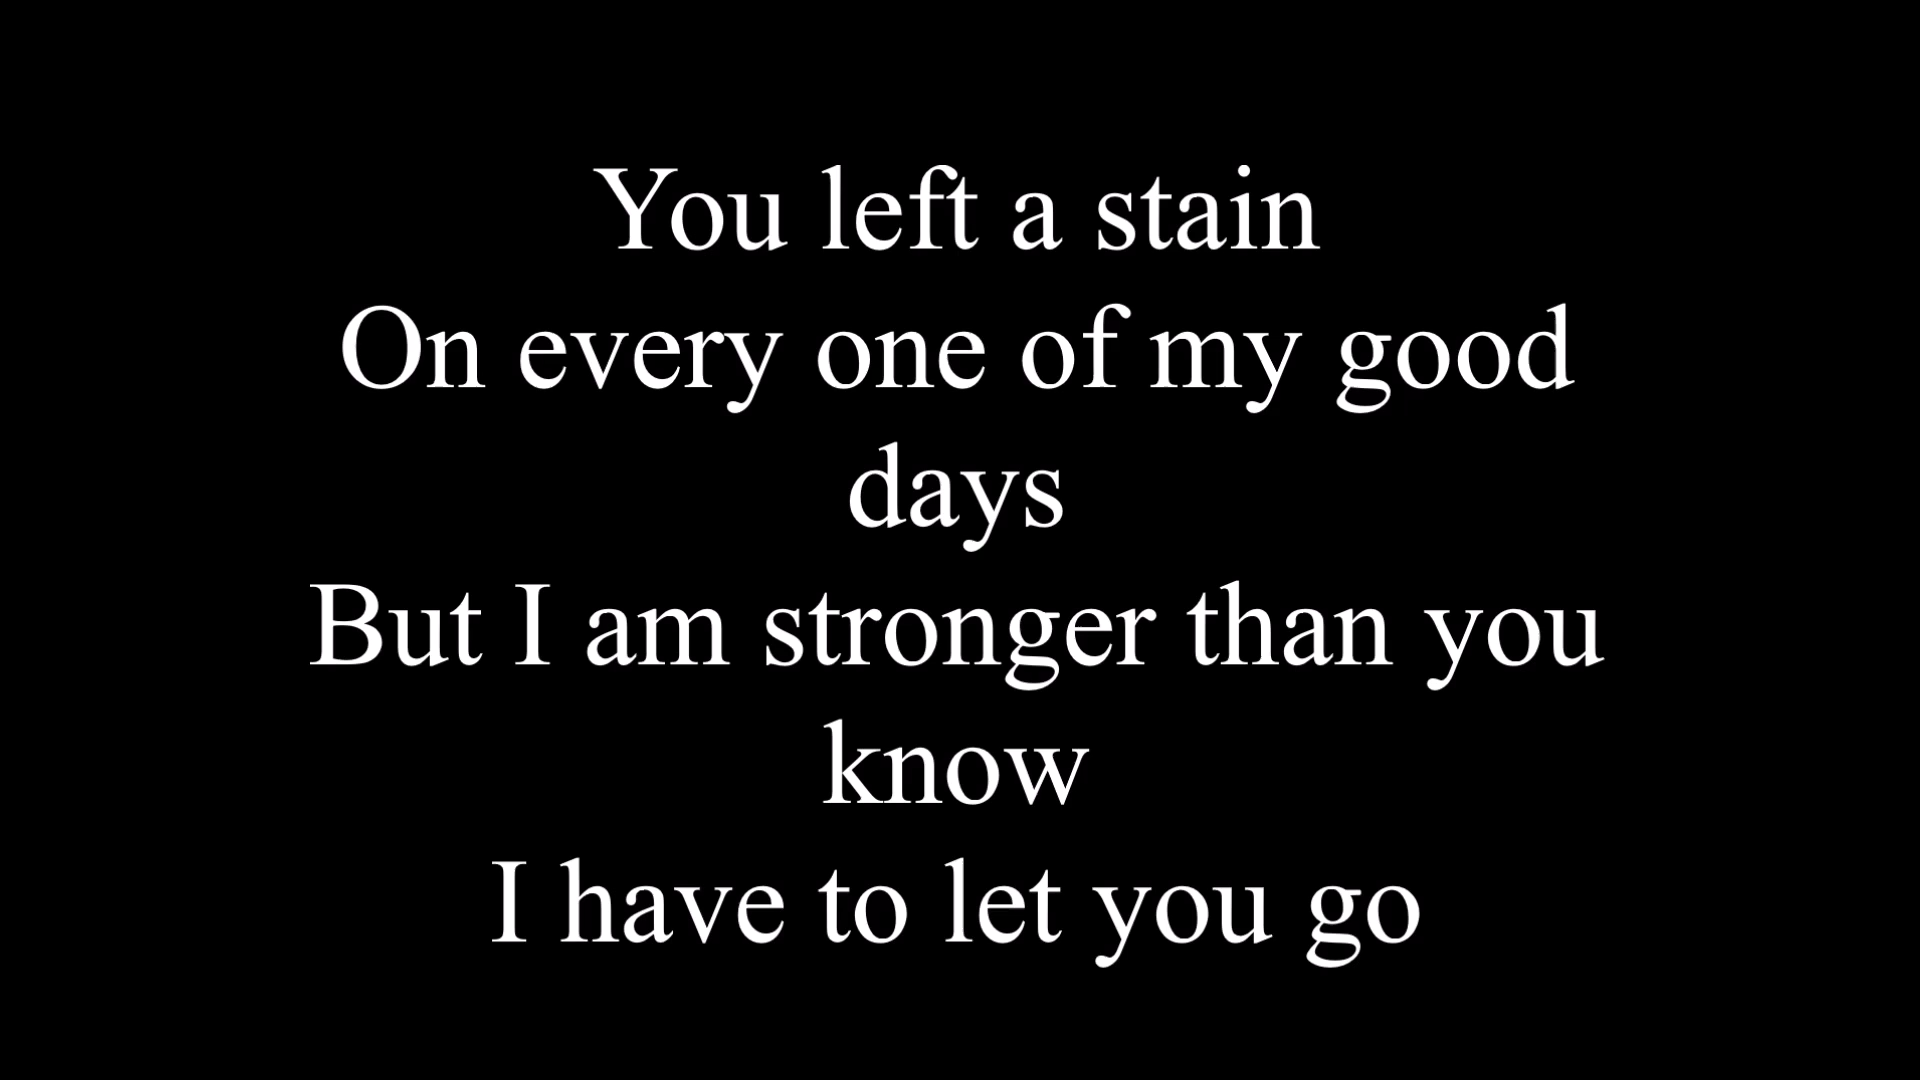 You left a stain
On every one of my good
days
But I am stronger than you
know
I have to let you go